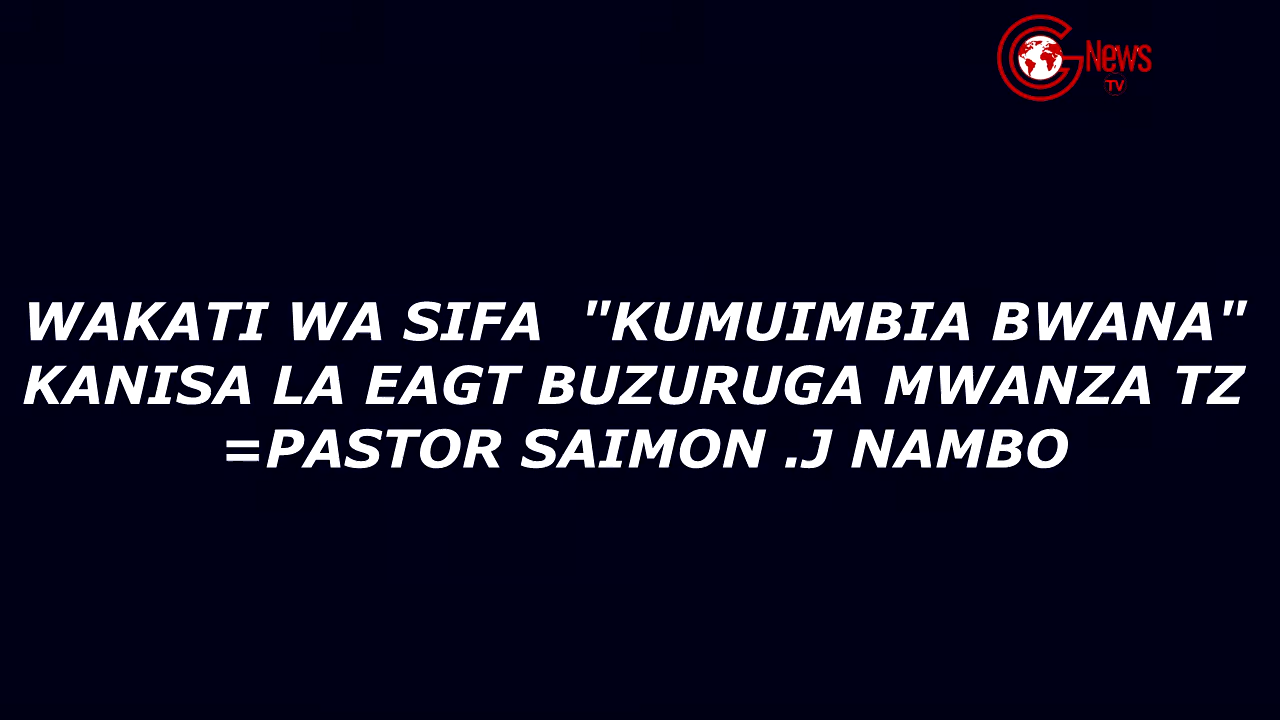 G News
TV
WAKATI WA SIFA "KUMUIMBIA BWANA"
KANISA LA EAGT BUZURUGA MWANZA TZ
=PASTOR SAIMON .J NAMBO